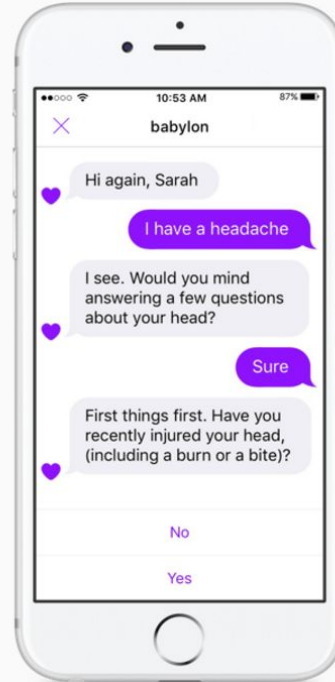 10:53 AM
87%
babylon
Hi again, Sarah
I have a headache
I see. Would you mind
answering a few questions
about your head?
Sure
First things first. Have you
recently injured your head,
(including a burn or a bite)?
No
Yes